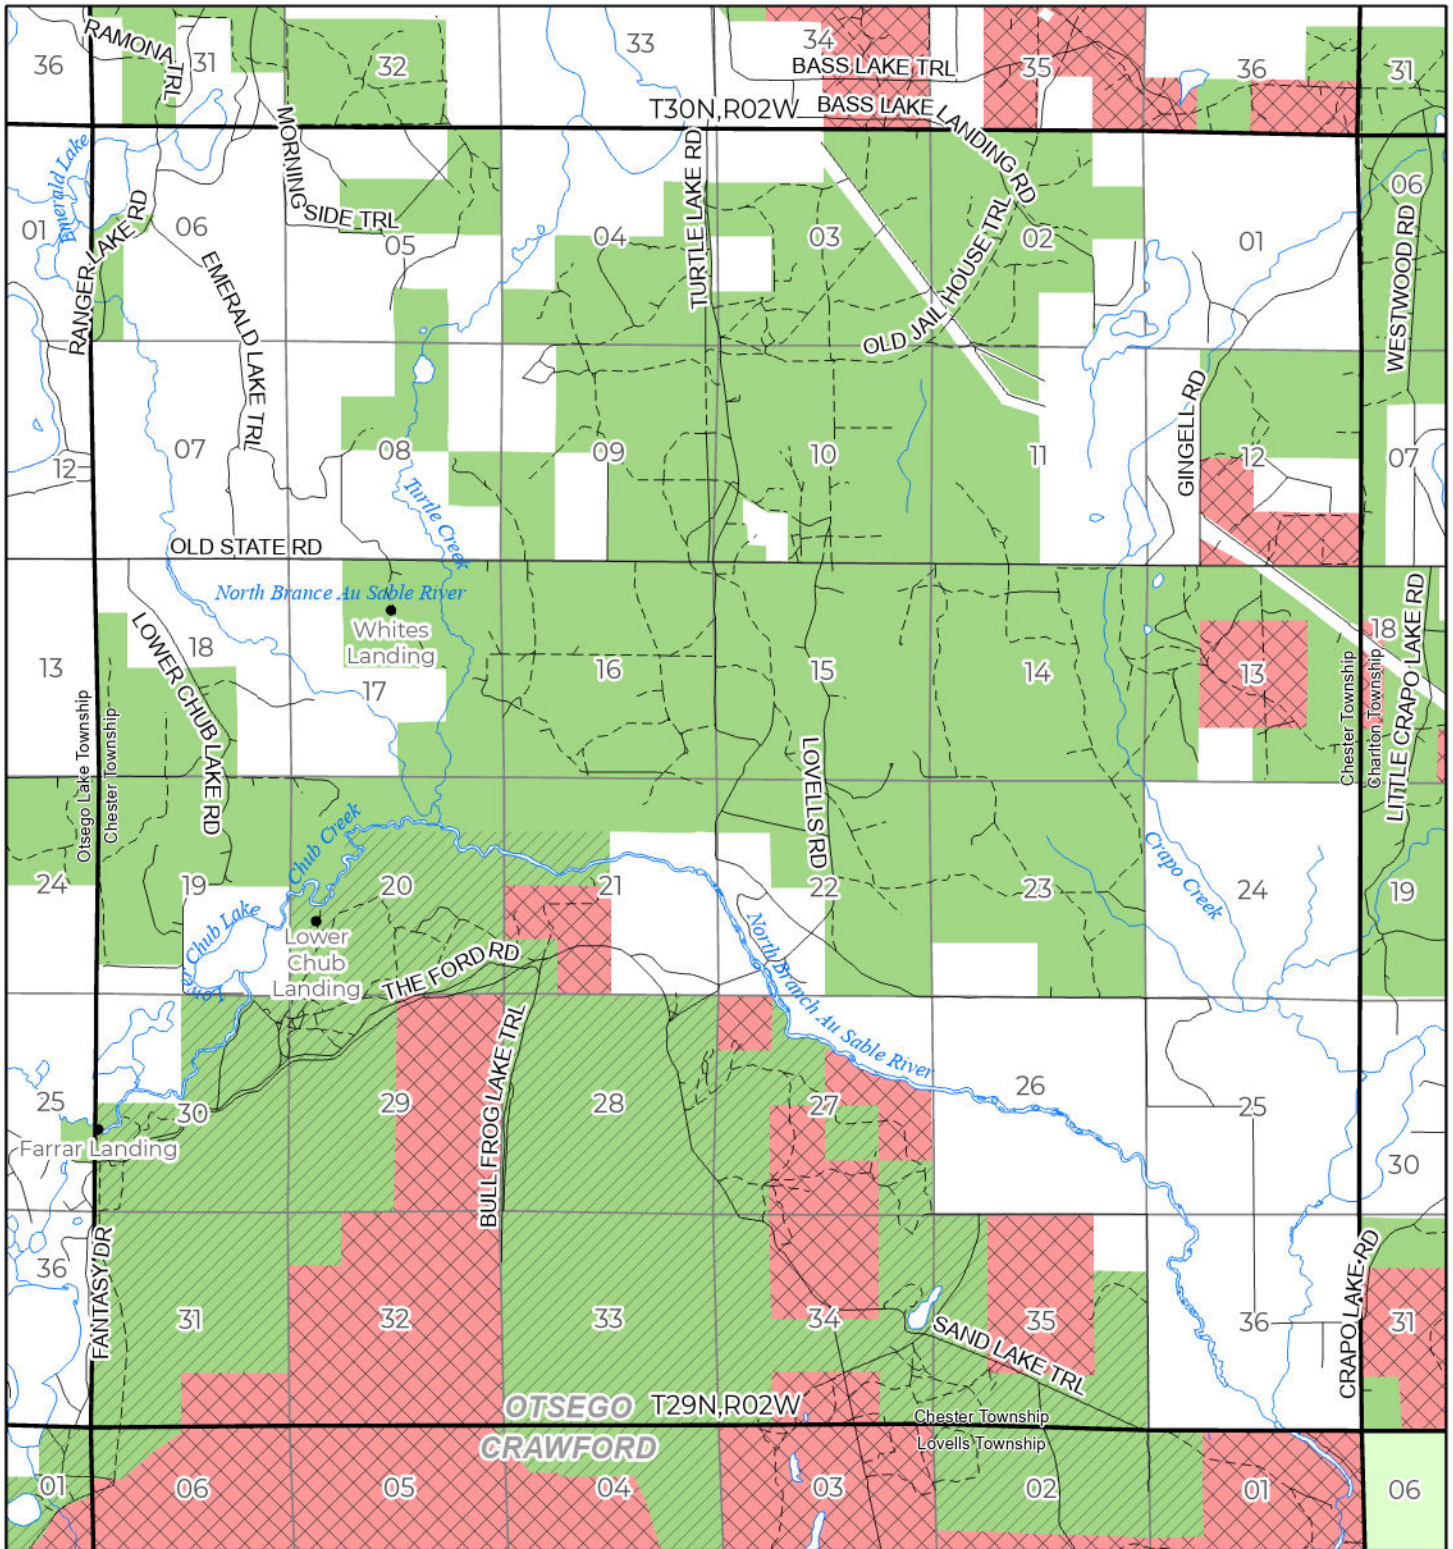 RAMONA TRL
36
31
32
33
34
BASS LAKE TRL
35
36
31
T30N,R02W
BASS LAKE LANDING RD
MORNING SIDE TRL
TURTLE LAKE RD
Emerald Lake
01
RANGER LAKE RD
06
EMERALD LAKE TRL
05
04
03
OLD JAIL HOUSE TRL
02
01
06
WESTWOOD RD
12
07
08
09
10
11
GINGELL RD
12
07
Turtle Creek
OLD STATE RD
North Brance Au Sable River
Whites
Landing
13
18
LOWER CHUB LAKE RD
17
16
15
14
13
18
LITTLE CRAPO LAKE RD
Otsego Lake Township
Chester Township
Chester Township
Charlton Township
LOVELLS RD
Chub Creek
24
19
20
21
22
23
Crapo Creek
24
19
Lower Chub Lake
Lower
Chub
Landing
THE FORD RD
North Branch Au Sable River
BULL FROG LAKE TRL
25
30
29
28
27
26
25
30
Farrar Landing
36
FANTASY DR
31
32
33
34
SAND LAKE TRL
35
36
CRAPO LAKE RD
31
OTSEGO
T29N,R02W
Chester Township
CRAWFORD
Lovells Township
01
06
05
04
03
02
01
06